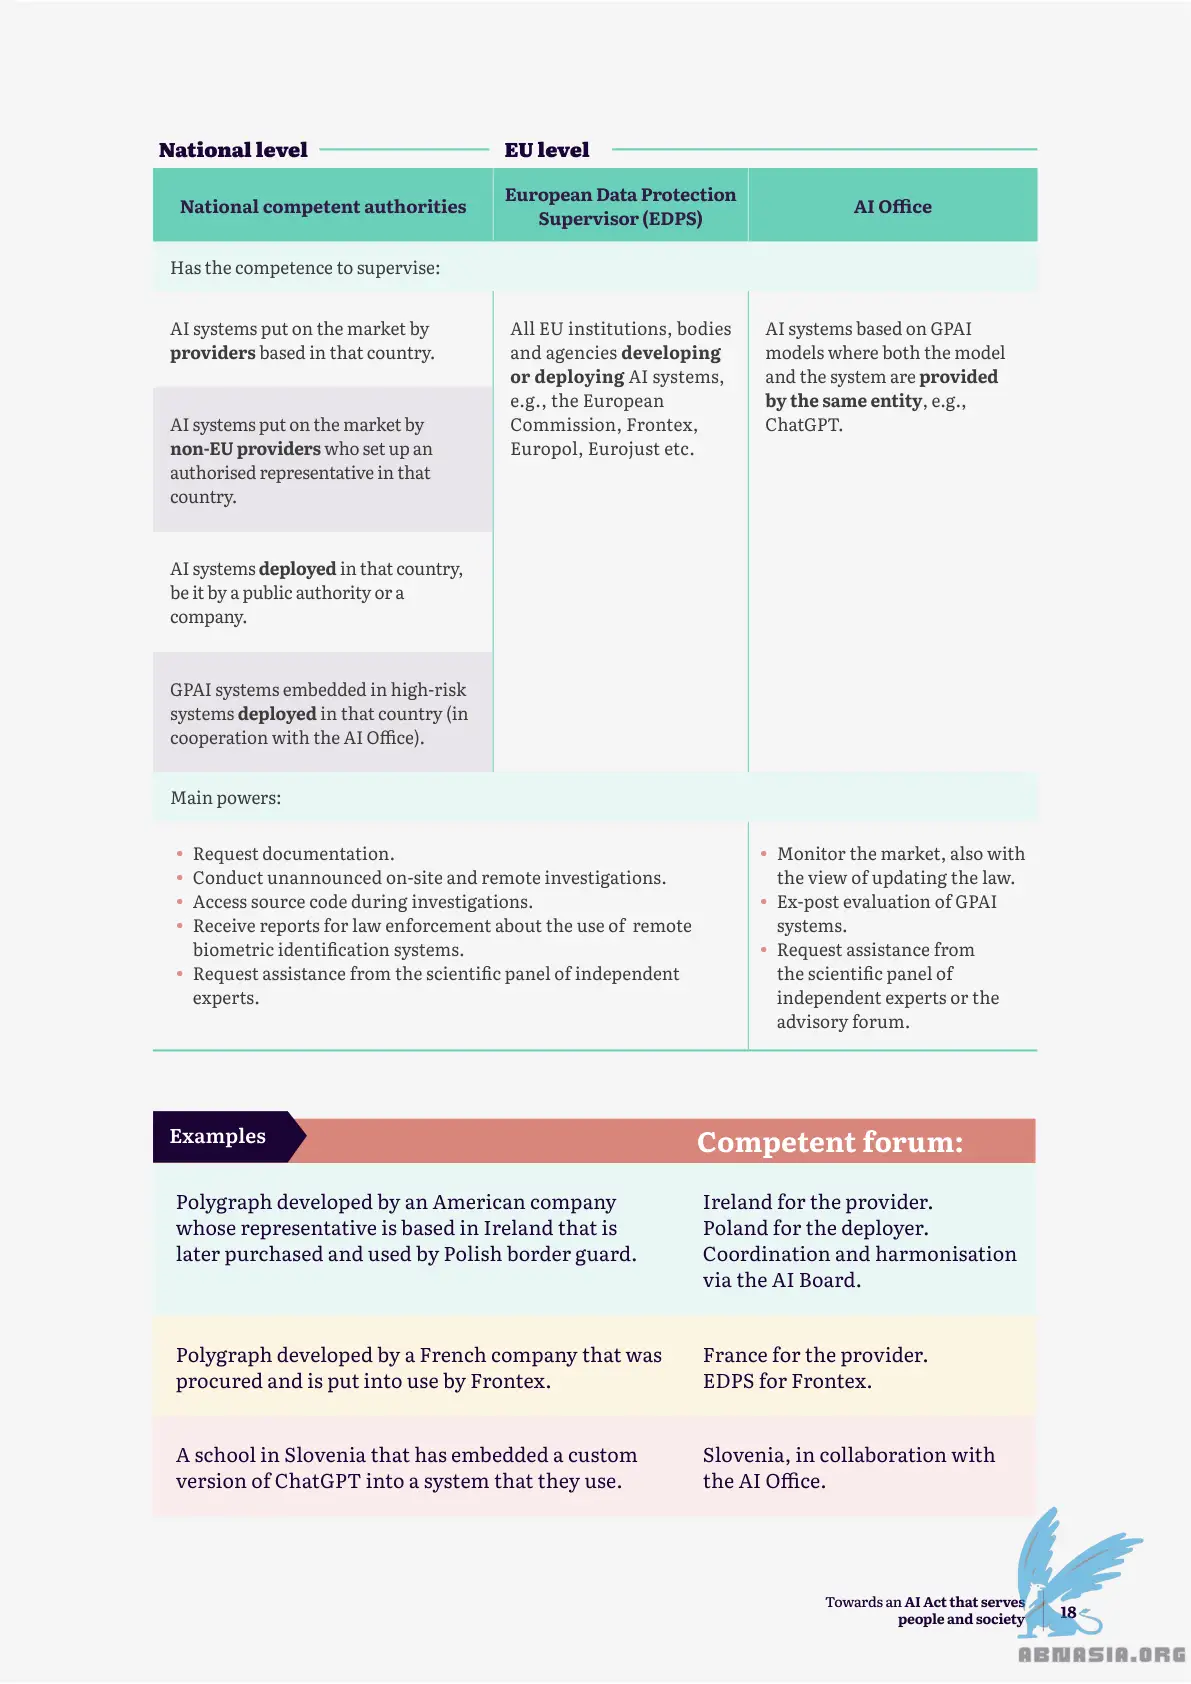 National level
EU level
National competent authorities
European Data Protection
Supervisor (EDPS)
AI Office
Has the competence to supervise:
AI systems put on the market by
providers based in that country.
AI systems put on the market by
non-EU providers who set up an
authorised representative in that
country.
AI systems deployed in that country,
be it by a public authority or a
company.
GPAI systems embedded in high-risk
systems deployed in that country (in
cooperation with the AI Office).
All EU institutions, bodies
and agencies developing
or deploying AI systems,
e.g., the European
Commission, Frontex,
Europol, Eurojust etc.
AI systems based on GPAI
models where both the model
and the system are provided
by the same entity, e.g.,
ChatGPT.
Main powers:
• Request documentation.
• Conduct unannounced on-site and remote investigations.
• Access source code during investigations.
• Receive reports for law enforcement about the use of remote
biometric identification systems.
• Request assistance from the scientific panel of independent
experts.
• Monitor the market, also with
the view of updating the law.
• Ex-post evaluation of GPAI
systems.
• Request assistance from
the scientific panel of
independent experts or the
advisory forum.
Examples
Competent forum:
Polygraph developed by an American company
whose representative is based in Ireland that is
later purchased and used by Polish border guard.
Ireland for the provider.
Poland for the deployer.
Coordination and harmonisation
via the AI Board.
Polygraph developed by a French company that was
procured and is put into use by Frontex.
France for the provider.
EDPS for Frontex.
A school in Slovenia that has embedded a custom
version of ChatGPT into a system that they use.
Slovenia, in collaboration with
the AI Office.
Towards an AI Act that serves
people and society
18
ABNASIA.ORG